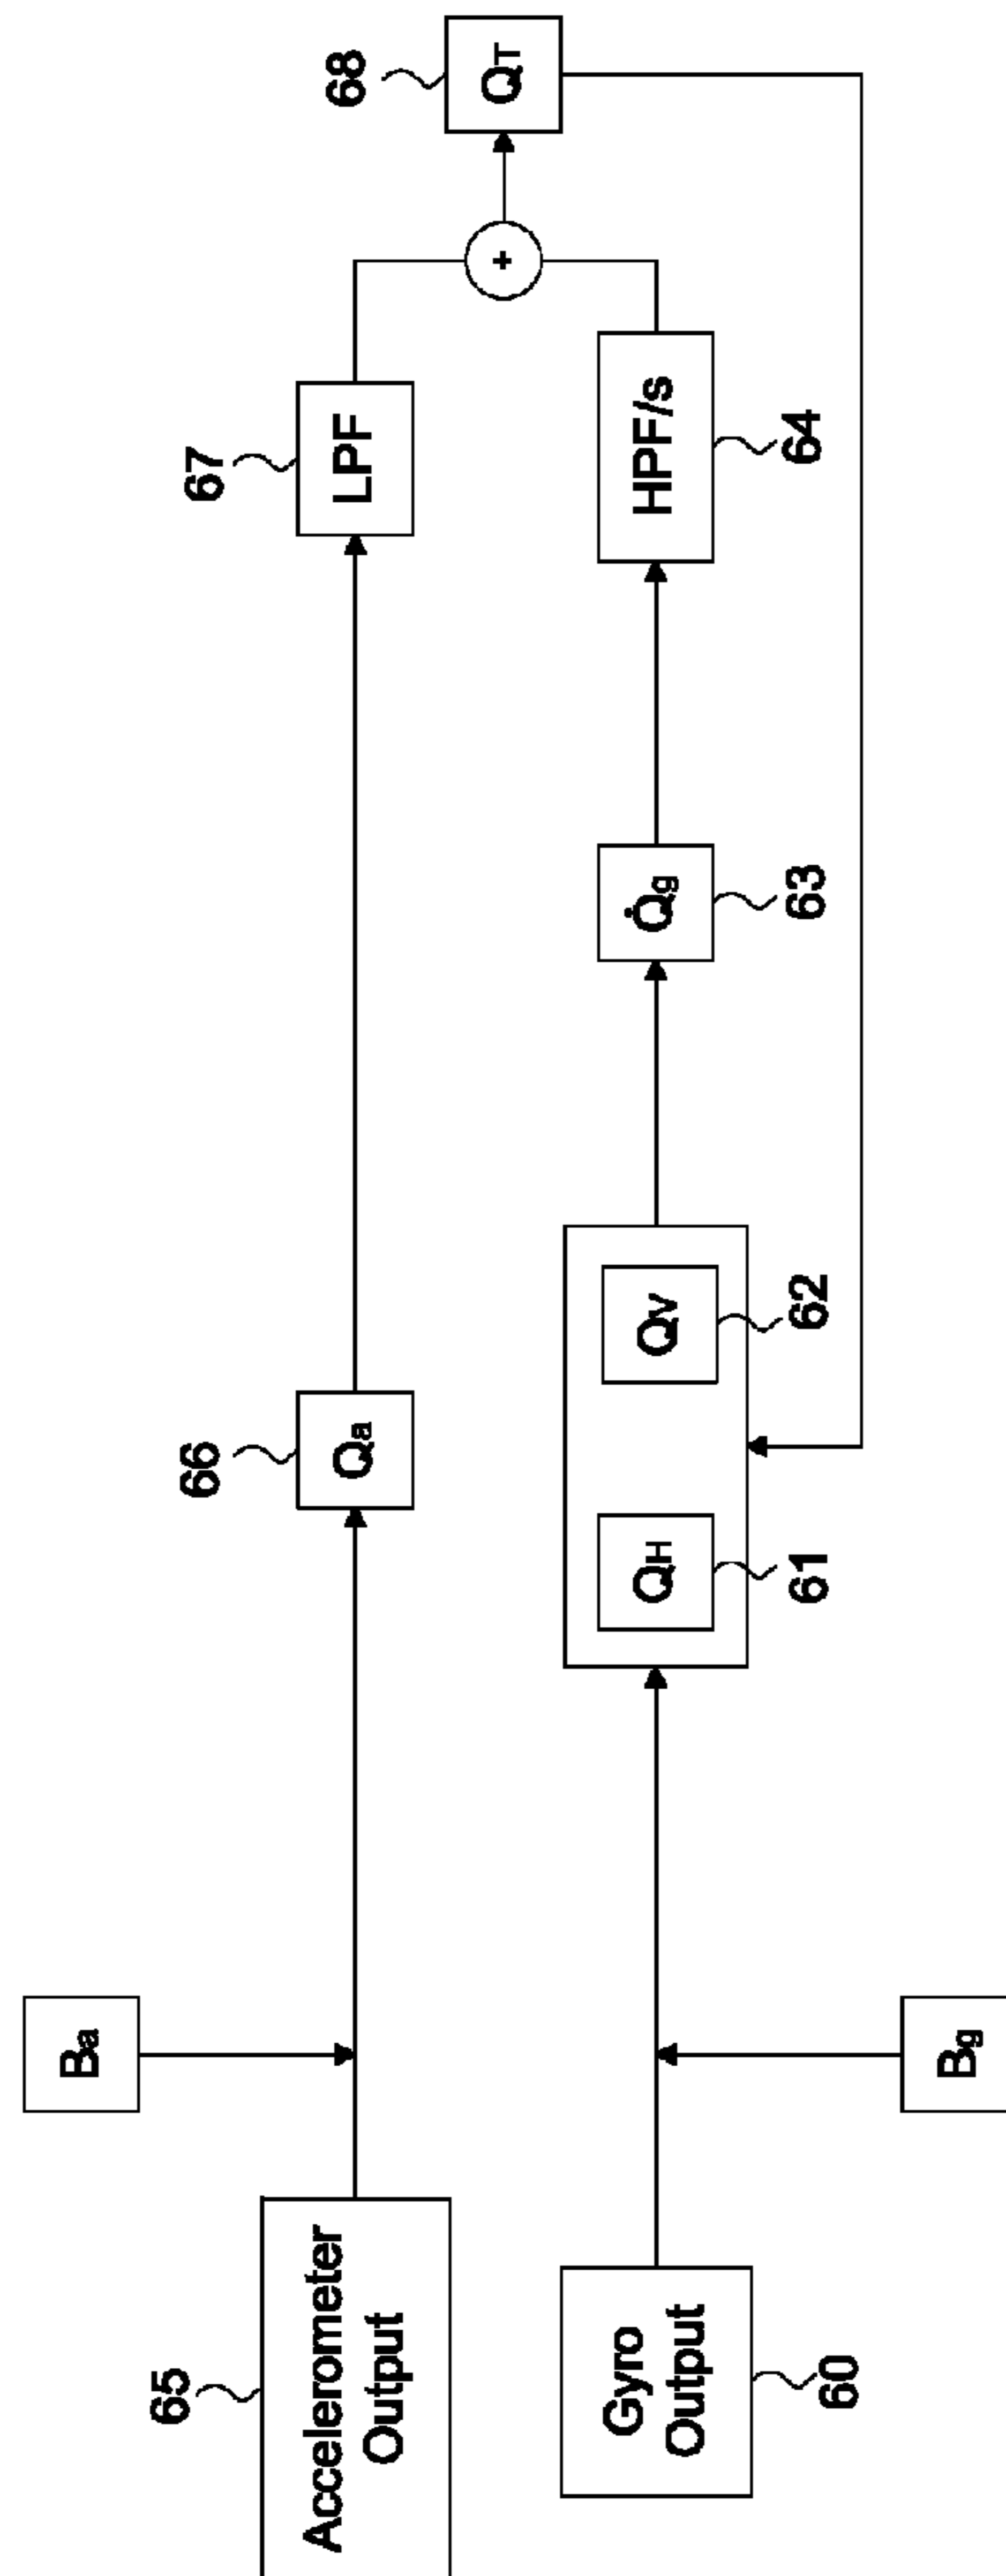 Ba
65
Accelerometer
Output
66
Qa
67
LPF
+
68
QT
60
Gyro
Output
Bg
61
QH
62
QV
63
Q̇g
64
HPF/s